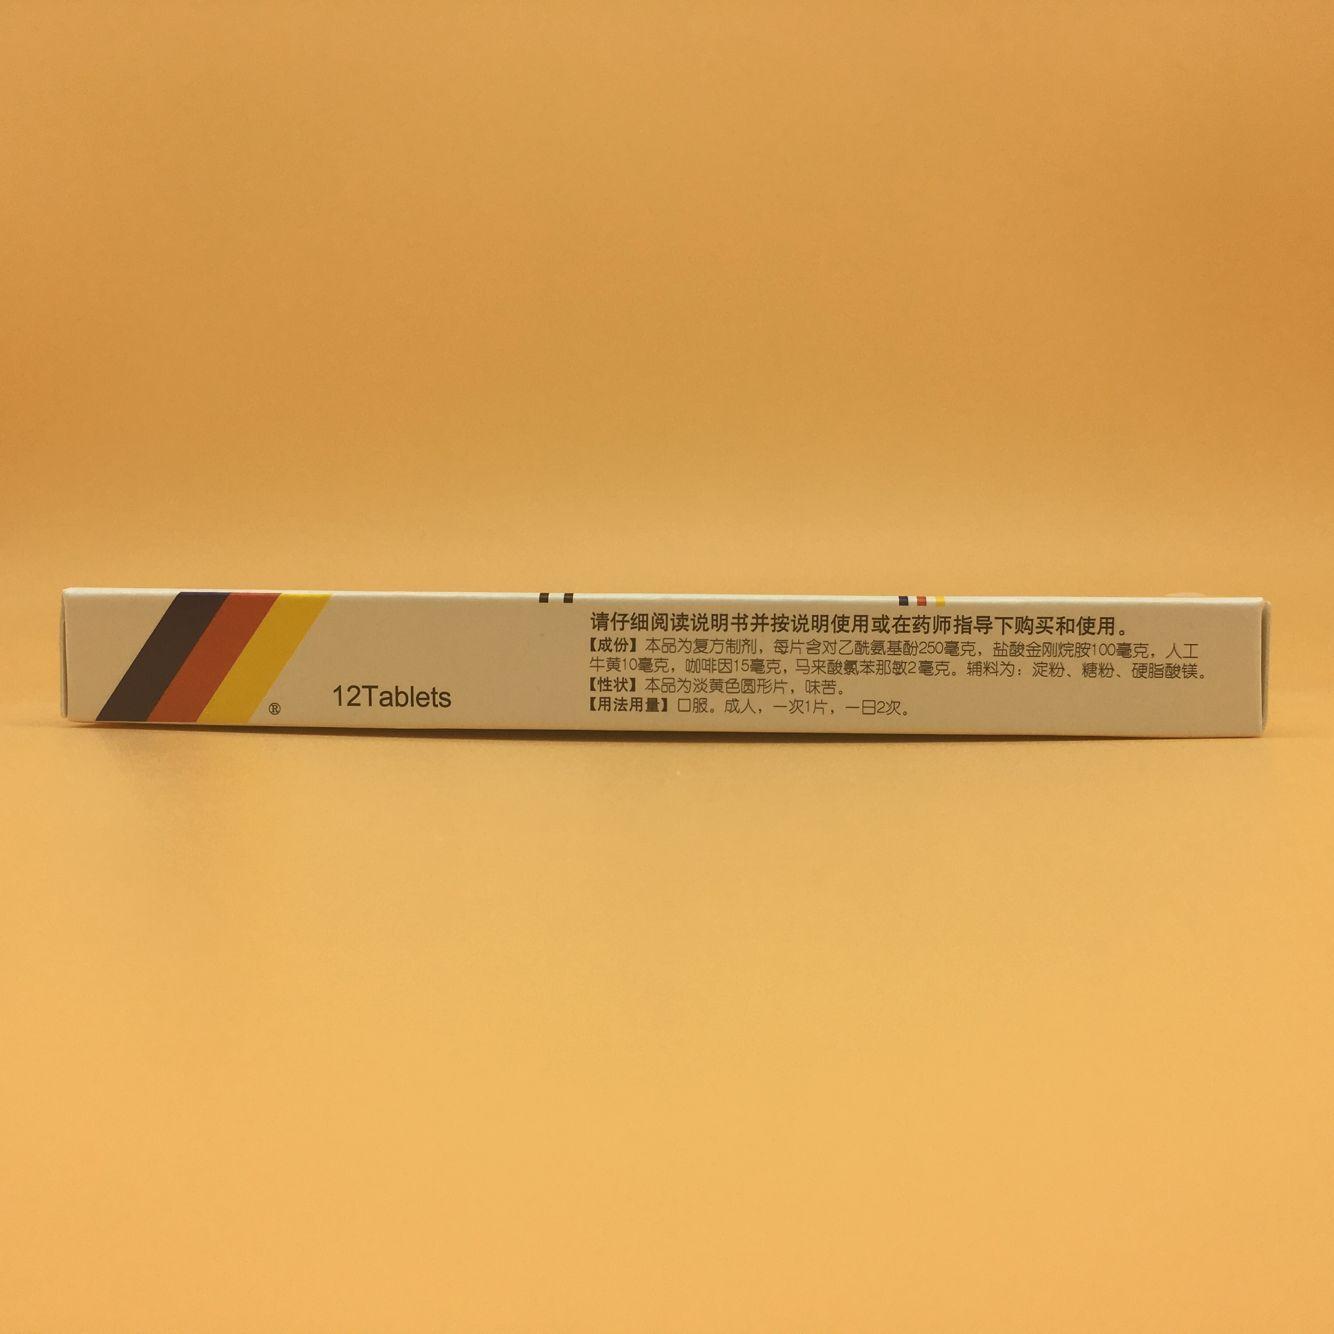 请仔细阅读说明书并按说明使用或在药师指导下购买和使用。
【成份】本品为复方制剂，每片含对乙酰氨基酚250毫克，盐酸金刚烷胺100毫克，人工
牛黄10毫克，咖啡因15毫克，马来酸氯苯那敏2毫克。辅料为：淀粉、糖粉、硬脂酸镁。
【性状】本品为淡黄色圆形片，味苦。
【用法用量】口服。成人，一次1片，一日2次。
12Tablets
®